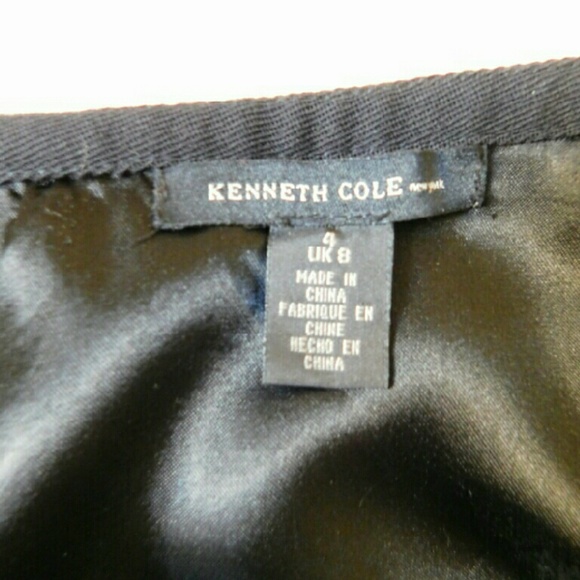 KENNETH COLE NEW YORK
4
UK 8
MADE IN
CHINA
FABRIQUE EN
CHINE
HECHO EN
CHINA